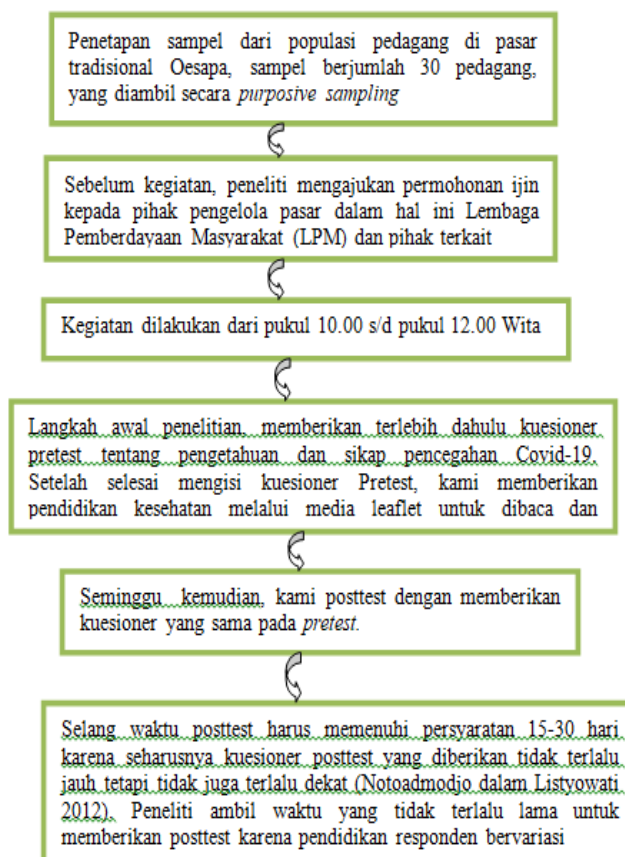 Penetapan sampel dari populasi pedagang di pasar
tradisional Oesapa, sampel berjumlah 30 pedagang,
yang diambil secara purposive sampling
Sebelum kegiatan, peneliti mengajukan permohonan ijin
kepada pihak pengelola pasar dalam hal ini Lembaga
Pemberdayaan Masyarakat (LPM) dan pihak terkait
Kegiatan dilakukan dari pukul 10.00 s/d pukul 12.00 Wita
Langkah awal penelitian, memberikan terlebih dahulu kuesioner
pretest tentang pengetahuan dan sikap pencegahan Covid-19.
Setelah selesai mengisi kuesioner Pretest, kami memberikan
pendidikan kesehatan melalui media leaflet untuk dibaca dan
Seminggu kemudian, kami posttest dengan memberikan
kuesioner yang sama pada pretest.
Selang waktu posttest harus memenuhi persyaratan 15-30 hari
karena seharusnya kuesioner posttest yang diberikan tidak terlalu
jauh tetapi tidak juga terlalu dekat (Notoadmodjo dalam Listyowati
2012). Peneliti ambil waktu yang tidak terlalu lama untuk
memberikan posttest karena pendidikan responden bervariasi